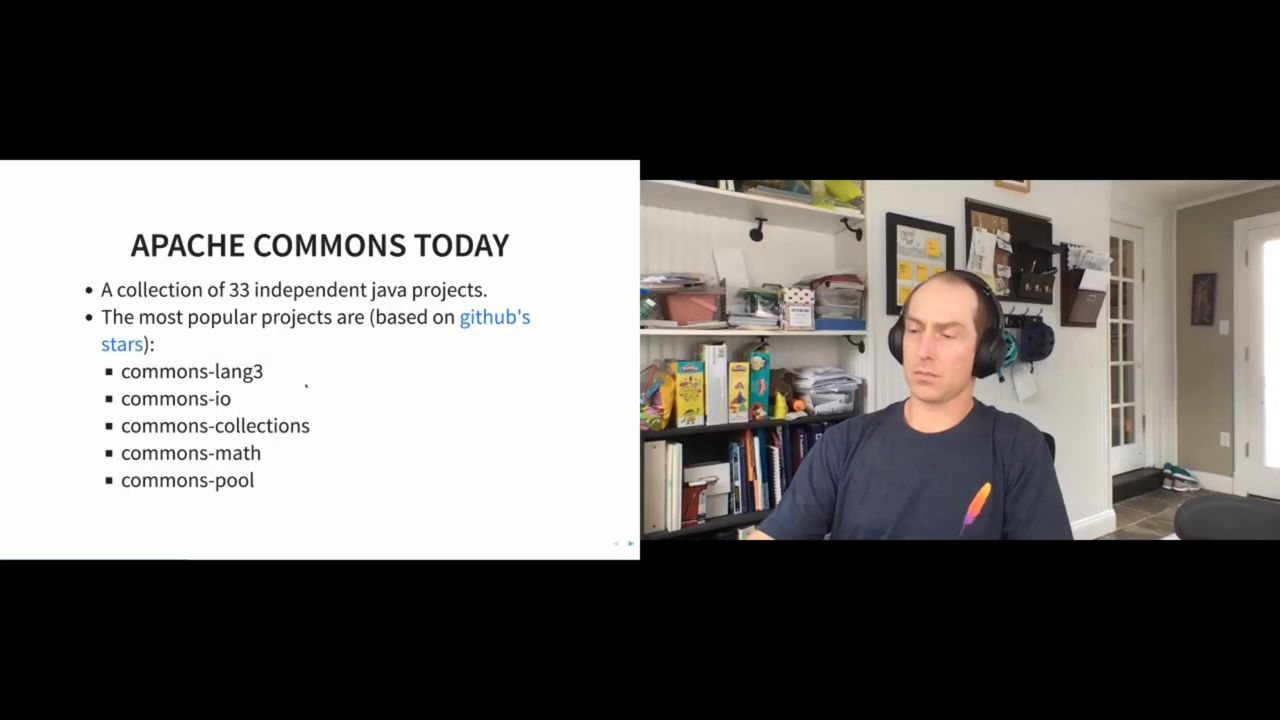 APACHE COMMONS TODAY
• A collection of 33 independent java projects.
• The most popular projects are (based on github's
stars):
▪ commons-lang3
▪ commons-io
▪ commons-collections
▪ commons-math
▪ commons-pool